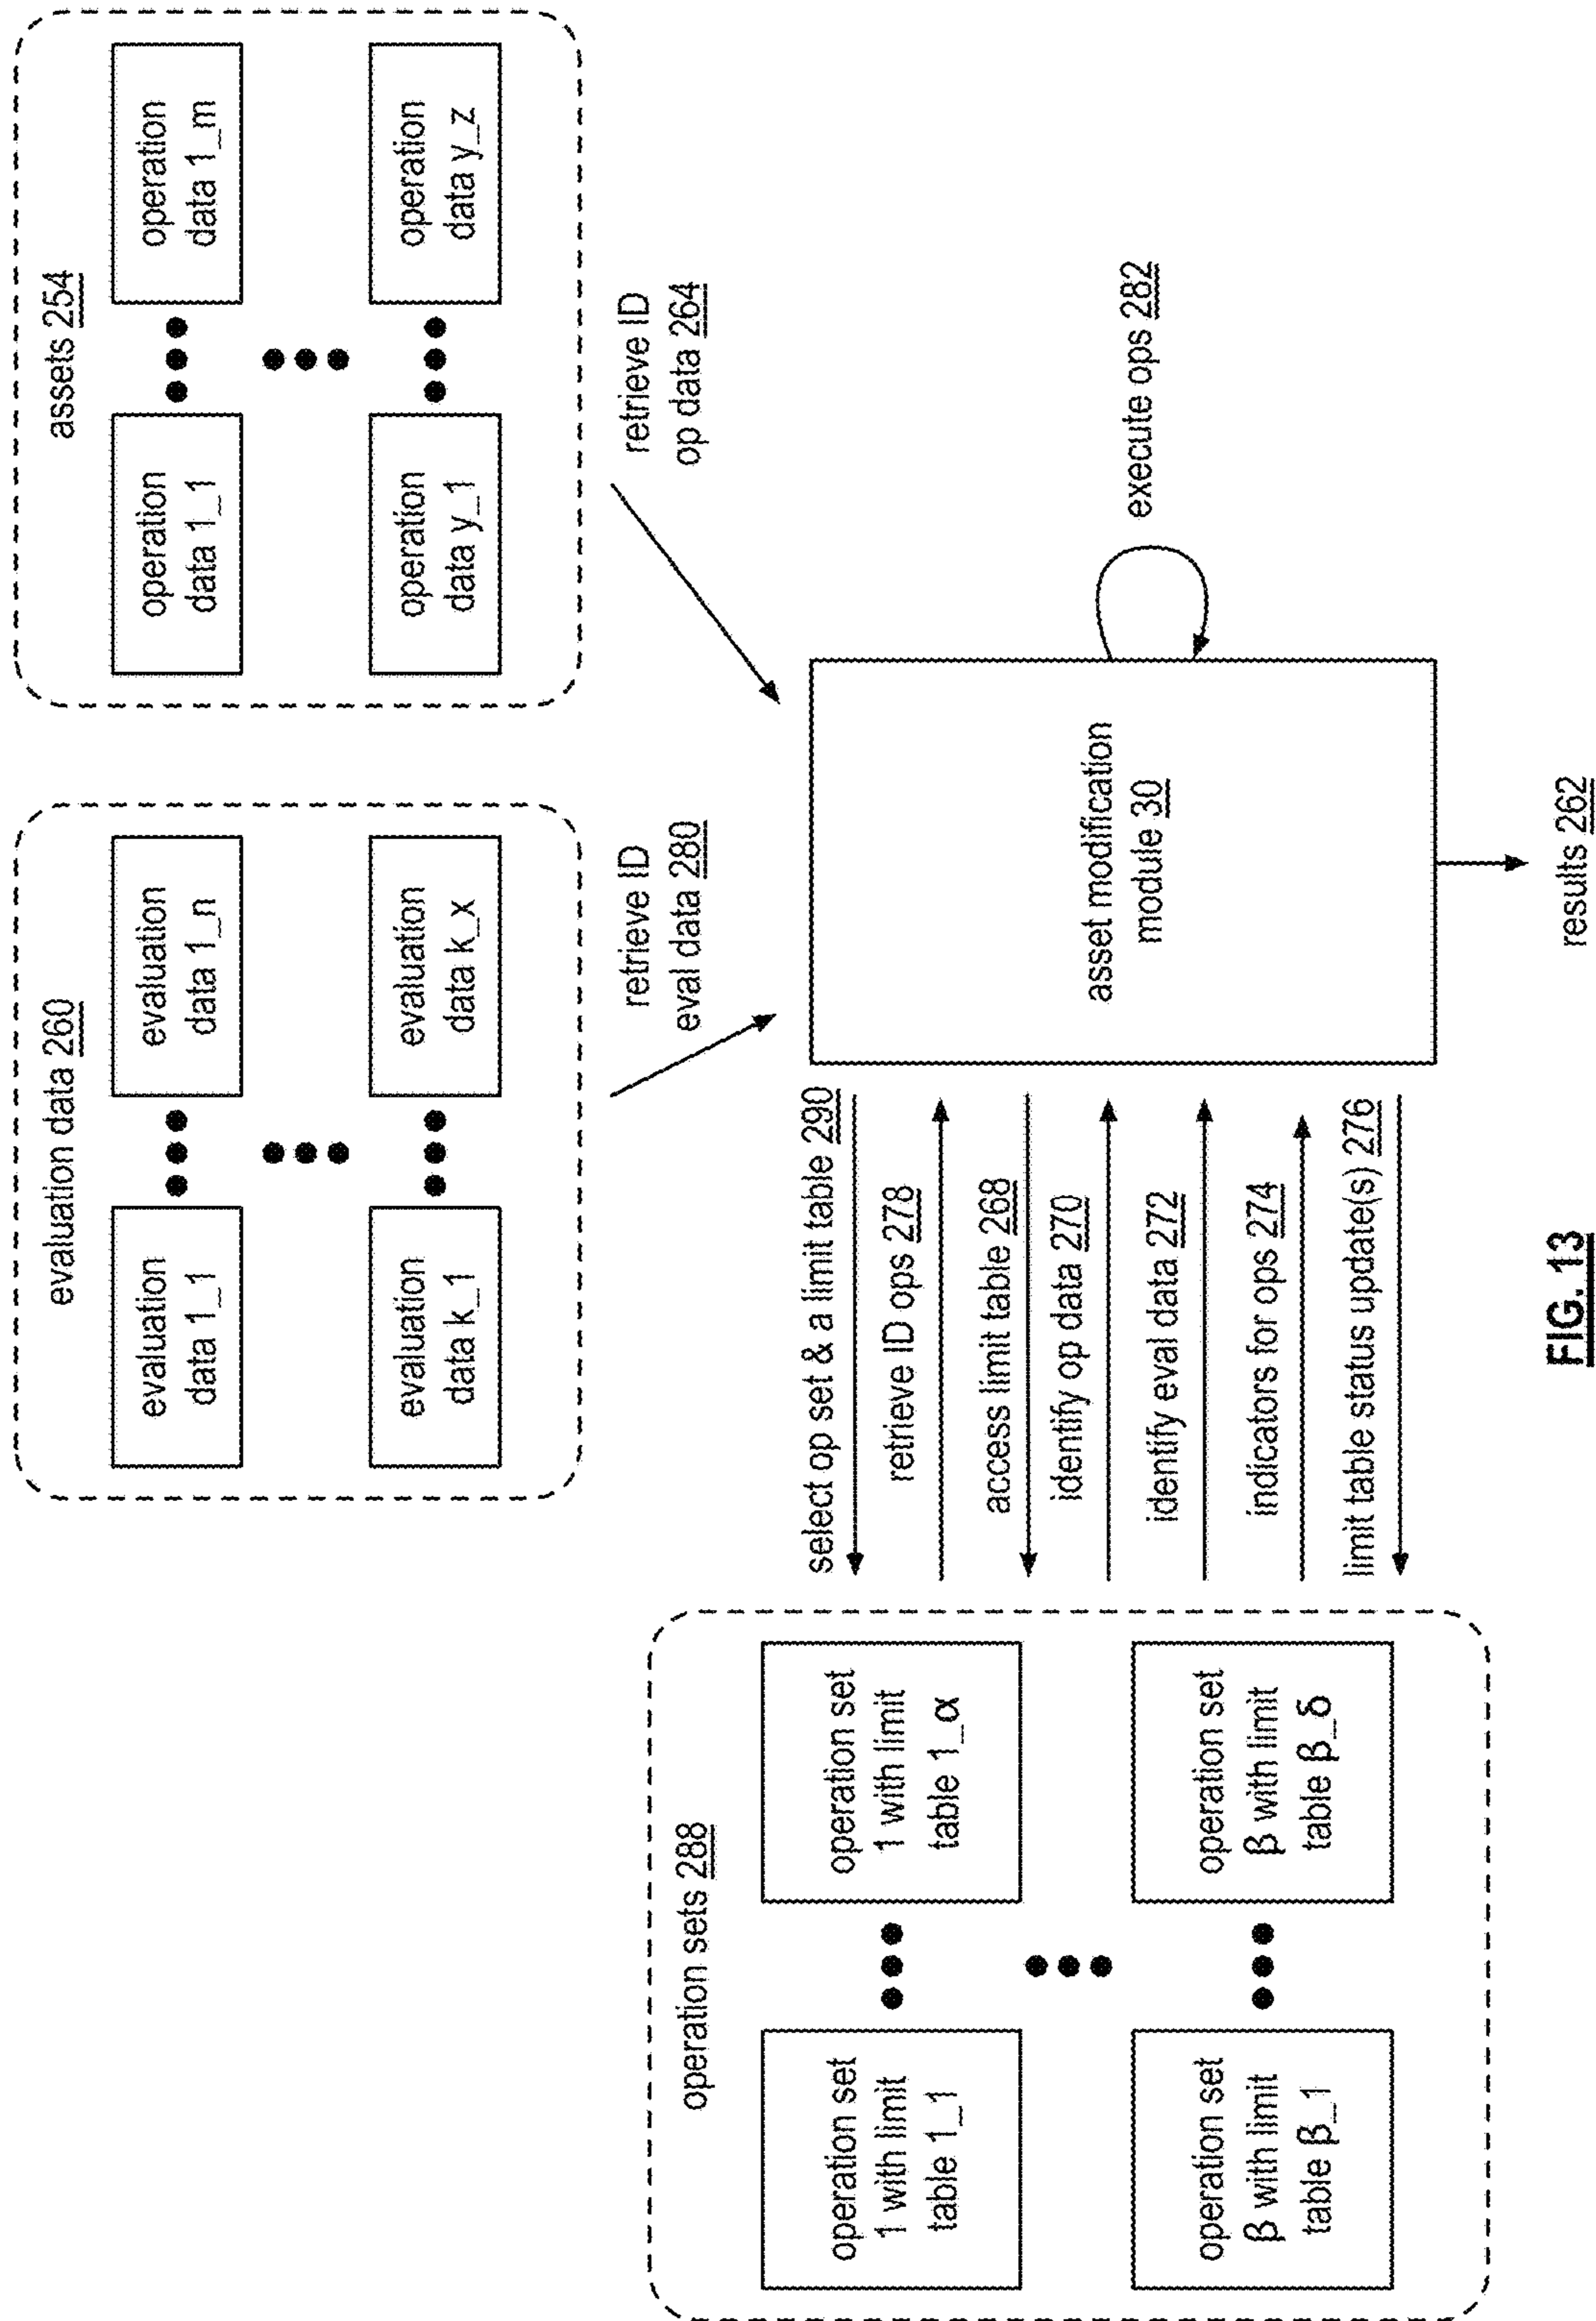 evaluation data 260
evaluation
data 1_1
evaluation
data 1_n
evaluation
data k_1
evaluation
data k_x
assets 254
operation
data 1_1
operation
data 1_m
operation
data y_1
operation
data y_z
retrieve ID
eval data 280
retrieve ID
op data 264
operation sets 288
operation set
1 with limit
table 1_1
operation set
1 with limit
table 1_α
operation set
β with limit
table β_1
operation set
β with limit
table β_δ
select op set & a limit table 290
retrieve ID ops 278
access limit table 268
identify op data 270
identify eval data 272
indicators for ops 274
limit table status update(s) 276
asset modification
module 30
execute ops 282
results 262
FIG. 13